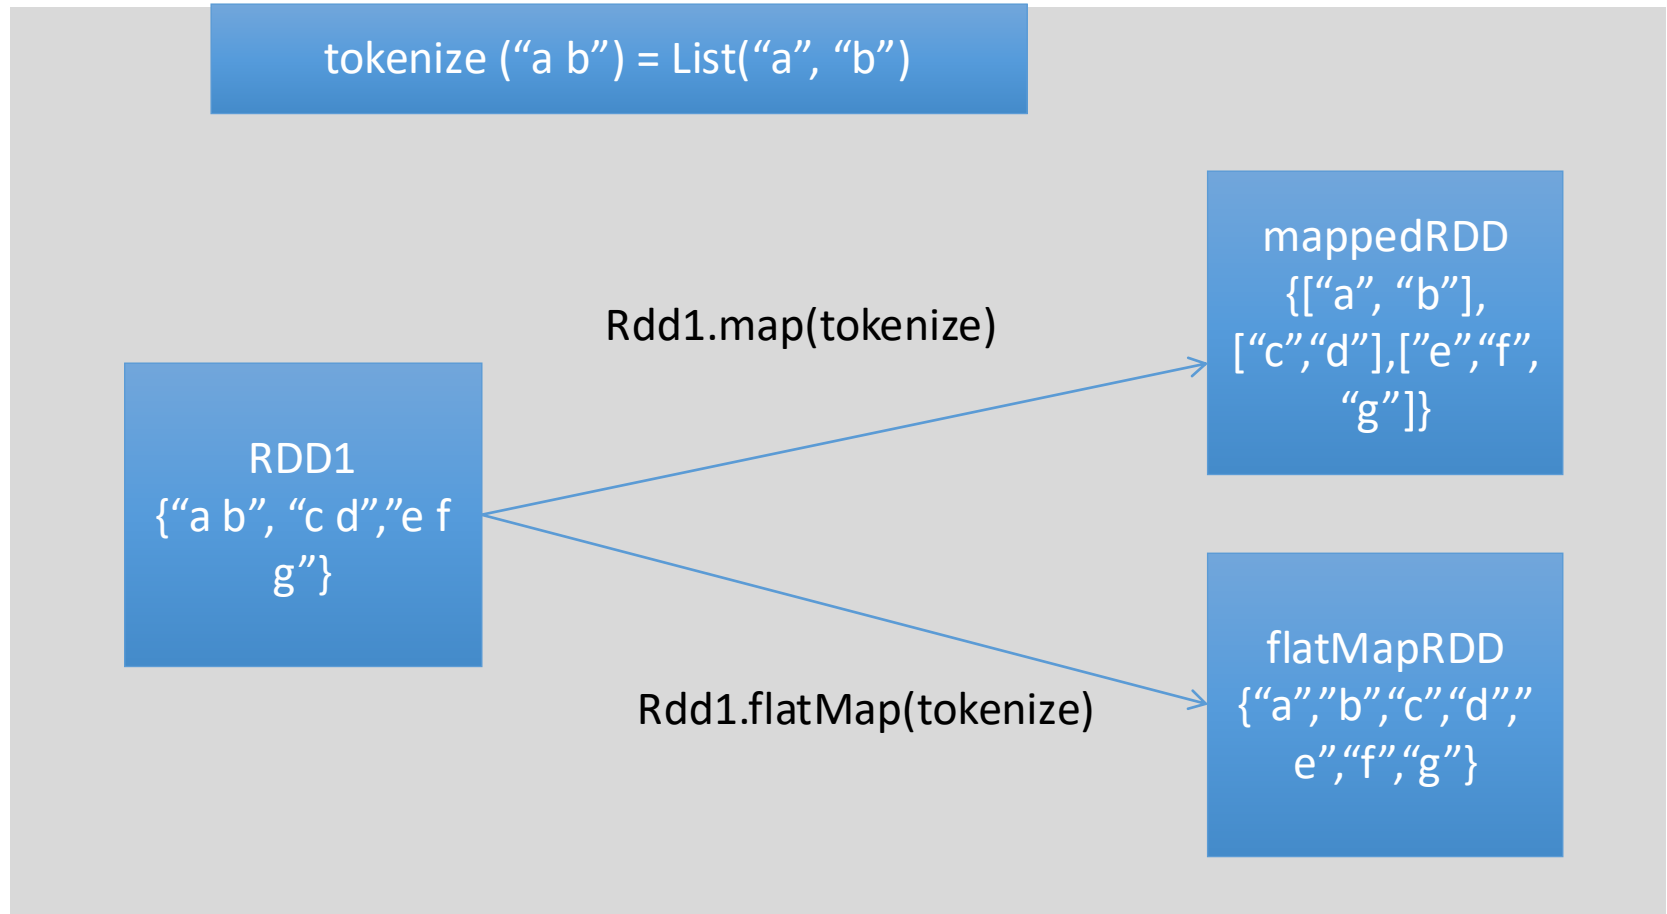 tokenize (“a b”) = List(“a”, “b”)
mappedRDD
{[“a”, “b”],
[“c”,“d”],[”e”,“f”,
“g”]}
Rdd1.map(tokenize)
RDD1
{“a b”, “c d”,”e f
g”}
flatMapRDD
{“a”,”b”,“c”,“d”,”
e”,“f”,“g”}
Rdd1.flatMap(tokenize)